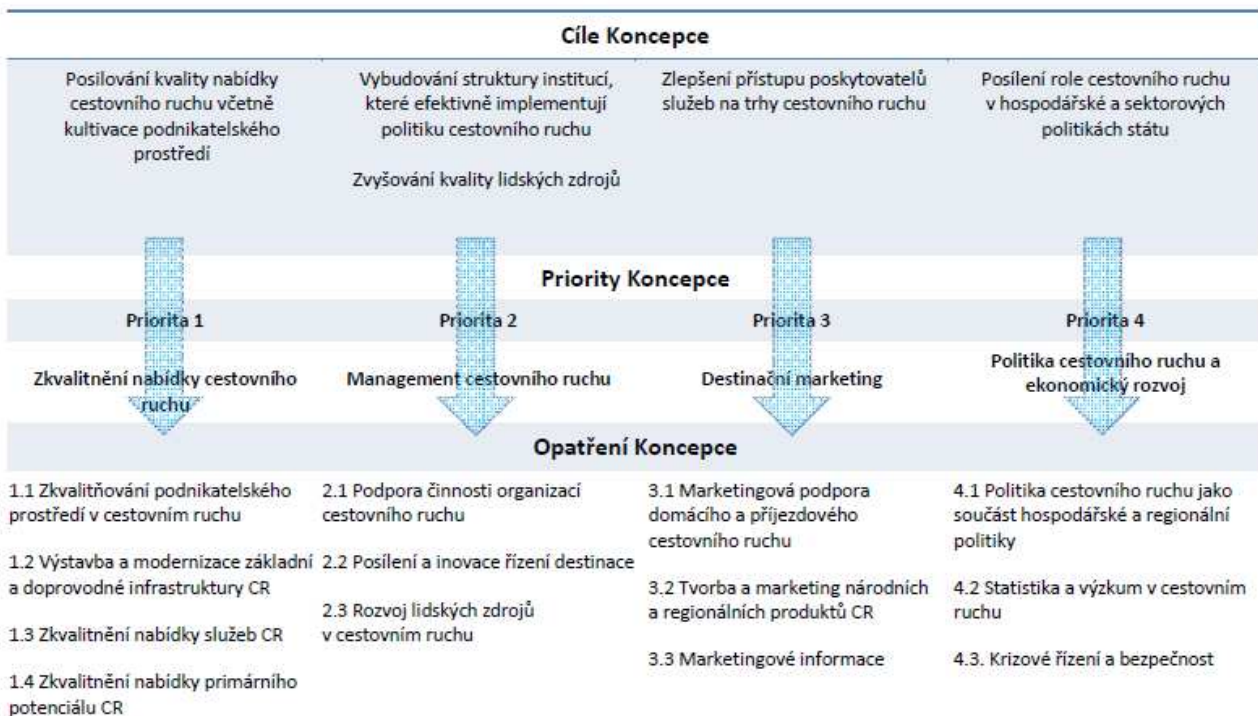 Cíle Koncepce
Posilování kvality nabídky
cestovního ruchu včetně
kultivace podnikatelského
prostředí
Vybudování struktury institucí,
které efektivně implementují
politiku cestovního ruchu
Zvyšování kvality lidských zdrojů
Zlepšení přístupu poskytovatelů
služeb na trhy cestovního ruchu
Posílení role cestovního ruchu
v hospodářské a sektorových
politikách státu
Priority Koncepce
Priorita 1
Priorita 2
Priorita 3
Priorita 4
Zkvalitnění nabídky cestovního
ruchu
Management cestovního ruchu
Destinační marketing
Politika cestovního ruchu a
ekonomický rozvoj
Opatření Koncepce
1.1 Zkvalitňování podnikatelského
prostředí v cestovním ruchu
1.2 Výstavba a modernizace základní
a doprovodné infrastruktury CR
1.3 Zkvalitnění nabídky služeb CR
1.4 Zkvalitnění nabídky primárního
potenciálu CR
2.1 Podpora činnosti organizací
cestovního ruchu
2.2 Posílení a inovace řízení destinace
2.3 Rozvoj lidských zdrojů
v cestovním ruchu
3.1 Marketingová podpora
domácího a příjezdového
cestovního ruchu
3.2 Tvorba a marketing národních
a regionálních produktů CR
3.3 Marketingové informace
4.1 Politika cestovního ruchu jako
součást hospodářské a regionální
politiky
4.2 Statistika a výzkum v cestovním
ruchu
4.3. Krizové řízení a bezpečnost